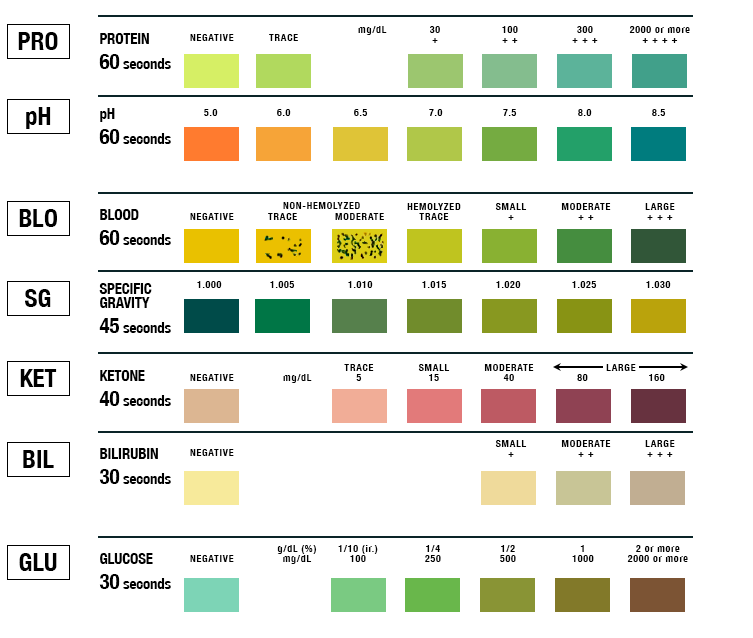 PRO
PROTEIN
60 seconds
NEGATIVE TRACE mg/dL 30 100 300 2000 or more
+ + + + + + + + + +
pH
pH
60 seconds
5.0 6.0 6.5 7.0 7.5 8.0 8.5
BLO
BLOOD
60 seconds
NON-HEMOLYZED HEMOLYZED SMALL MODERATE LARGE
NEGATIVE TRACE MODERATE TRACE + + + + + +
SG
SPECIFIC
GRAVITY
45 seconds
1.000 1.005 1.010 1.015 1.020 1.025 1.030
KET
KETONE
40 seconds
TRACE SMALL MODERATE LARGE
NEGATIVE mg/dL 5 15 40 80 160
BIL
BILIRUBIN
30 seconds
NEGATIVE SMALL MODERATE LARGE
+ + + + + +
GLU
GLUCOSE
30 seconds
g/dL (%) 1/10 (ir.) 1/4 1/2 1 2 or more
NEGATIVE mg/dL 100 250 500 1000 2000 or more